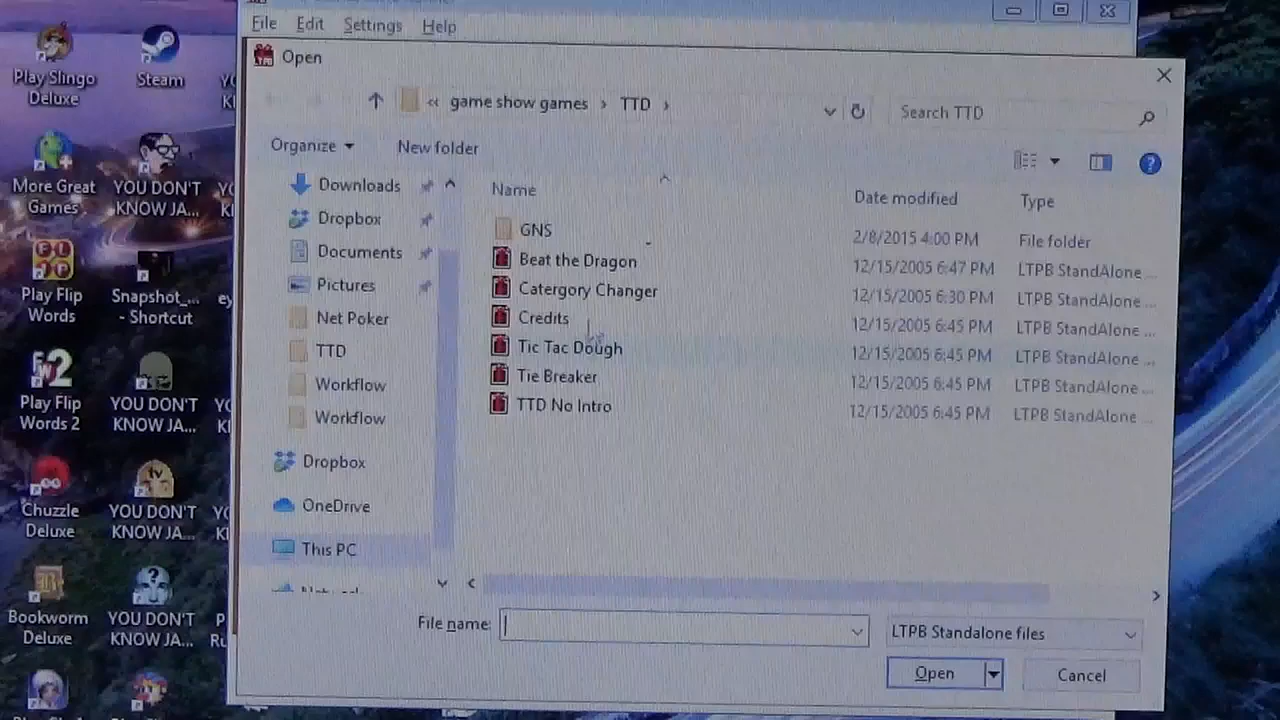 File Edit Settings Help
Open
« game show games › TTD ›
Search TTD
Organize
New folder
Name
Date modified
Type
Downloads
Dropbox
Documents
Pictures
Net Poker
TTD
Workflow
Workflow
Dropbox
OneDrive
This PC
GNS 2/8/2015 4:00 PM File folder
Beat the Dragon 12/15/2005 6:47 PM LTPB StandAlone ...
Catergory Changer 12/15/2005 6:30 PM LTPB StandAlone ...
Credits 12/15/2005 6:45 PM LTPB StandAlone ...
Tic Tac Dough 12/15/2005 6:45 PM LTPB StandAlone ...
Tie Breaker 12/15/2005 6:45 PM LTPB StandAlone ...
TTD No Intro 12/15/2005 6:45 PM LTPB StandAlone ...
File name:
LTPB Standalone files
Open
Cancel
Play Slingo
Deluxe
Steam
More Great
Games
YOU DON'T
KNOW JA...
Play Flip
Words
Snapshot_...
- Shortcut
Play Flip
Words 2
YOU DON'T
KNOW JA...
Chuzzle
Deluxe
YOU DON'T
KNOW JA...
Bookworm
Deluxe
YOU DON'T
KNOW JA...